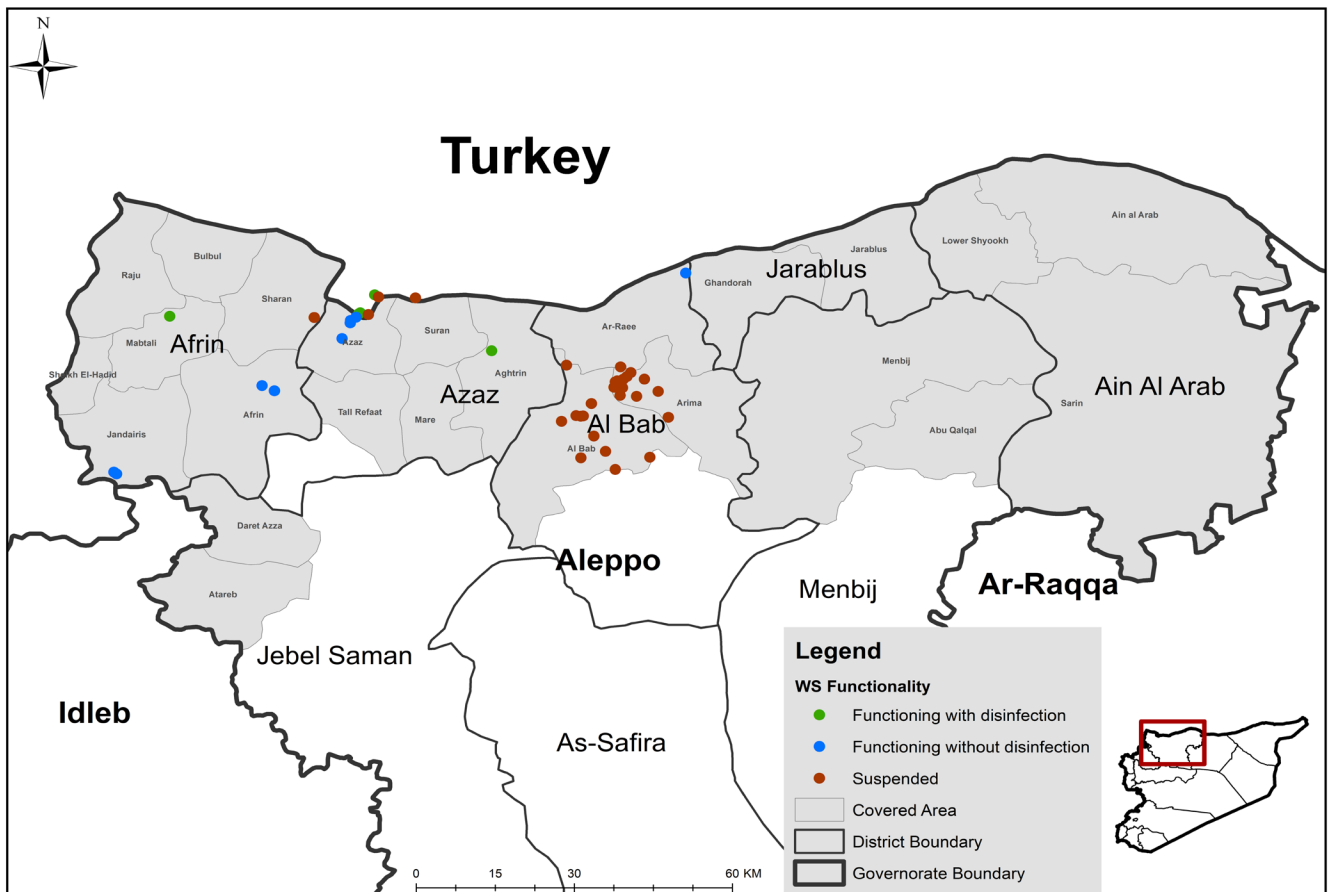 N
Turkey
Ain al Arab
Bulbul
Lower Shyookh
Jarablus
Raju
Jarablus
Ghandorah
Sharan
Ar-Raee
Suran
Azaz
Mabtali
Afrin
Menbij
Sheikh El-Hadid
Aghtrin
Ain Al Arab
Azaz
Arima
Sarin
Afrin
Tall Refaat
Mare
Al Bab
Abu Qalqal
Jandairis
Al Bab
Daret Azza
Aleppo
Ar-Raqqa
Menbij
Atareb
Jebel Saman
Idleb
As-Safira
Legend
WS Functionality
Functioning with disinfection
Functioning without disinfection
Suspended
Covered Area
District Boundary
Governorate Boundary
0 15 30 60 KM